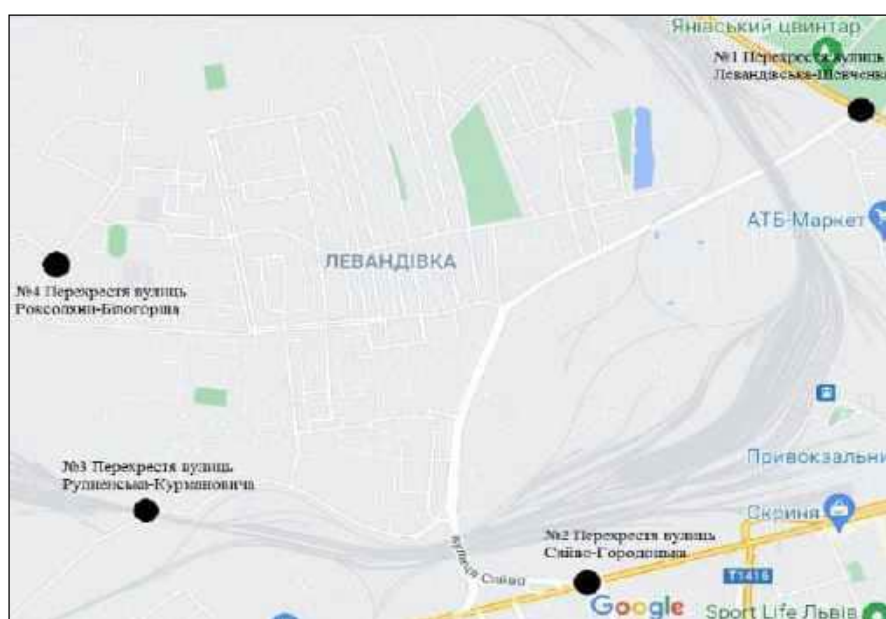 Янівський цвинтар
№1 Перехрестя вулиць
Левандівська-Шевченка
АТБ-Маркет
ЛЕВАНДІВКА
№4 Перехрестя вулиць
Роксоляни-Білогорща
№3 Перехрестя вулиць
Рудненська-Курмановича
Привокзальни
Скриня
№2 Перехрестя вулиць
Сяйво-Городоцька
вулиця Сяйво
T1416
Google
Sport Life Львів